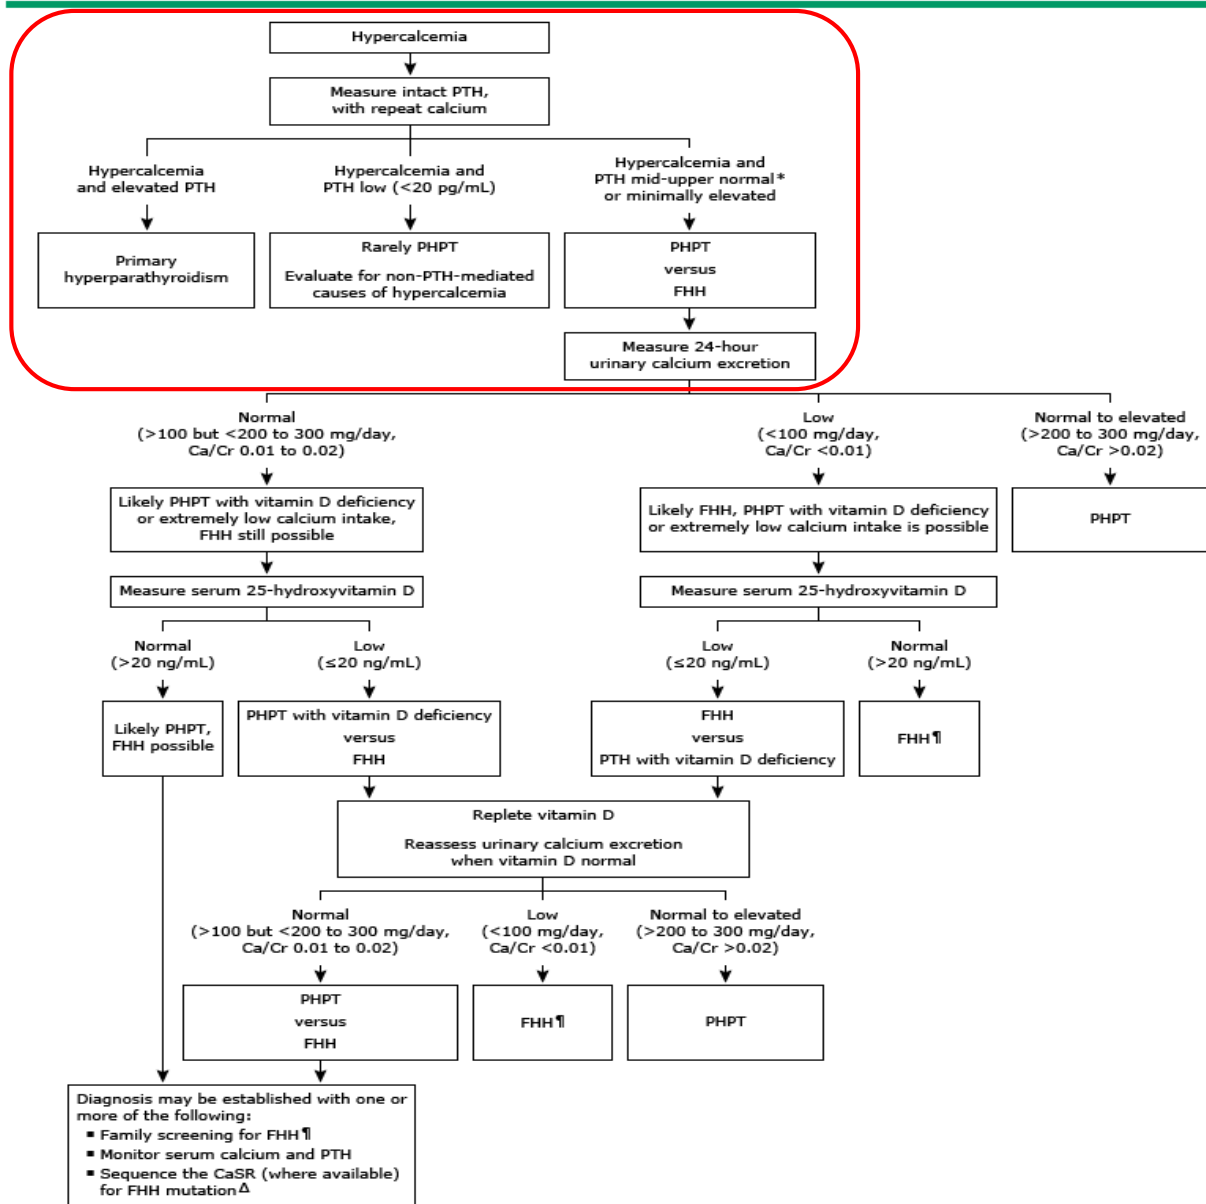 Hypercalcemia
Measure intact PTH,
with repeat calcium
Hypercalcemia
and elevated PTH
Hypercalcemia and
PTH low (<20 pg/mL)
Hypercalcemia and
PTH mid-upper normal*
or minimally elevated
Primary
hyperparathyroidism
Rarely PHPT
Evaluate for non-PTH-mediated
causes of hypercalcemia
PHPT
versus
FHH
Measure 24-hour
urinary calcium excretion
Normal
(>100 but <200 to 300 mg/day,
Ca/Cr 0.01 to 0.02)
Low
(<100 mg/day,
Ca/Cr <0.01)
Normal to elevated
(>200 to 300 mg/day,
Ca/Cr >0.02)
Likely PHPT with vitamin D deficiency
or extremely low calcium intake,
FHH still possible
Likely FHH, PHPT with vitamin D deficiency
or extremely low calcium intake is possible
PHPT
Measure serum 25-hydroxyvitamin D
Measure serum 25-hydroxyvitamin D
Normal
(>20 ng/mL)
Low
(≤20 ng/mL)
Low
(≤20 ng/mL)
Normal
(>20 ng/mL)
Likely PHPT,
FHH possible
PHPT with vitamin D deficiency
versus
FHH
FHH
versus
PTH with vitamin D deficiency
FHH¶
Replete vitamin D
Reassess urinary calcium excretion
when vitamin D normal
Normal
(>100 but <200 to 300 mg/day,
Ca/Cr 0.01 to 0.02)
Low
(<100 mg/day,
Ca/Cr <0.01)
Normal to elevated
(>200 to 300 mg/day,
Ca/Cr >0.02)
PHPT
versus
FHH
FHH¶
PHPT
Diagnosis may be established with one or
more of the following:
▪ Family screening for FHH¶
▪ Monitor serum calcium and PTH
▪ Sequence the CaSR (where available)
for FHH mutationΔ